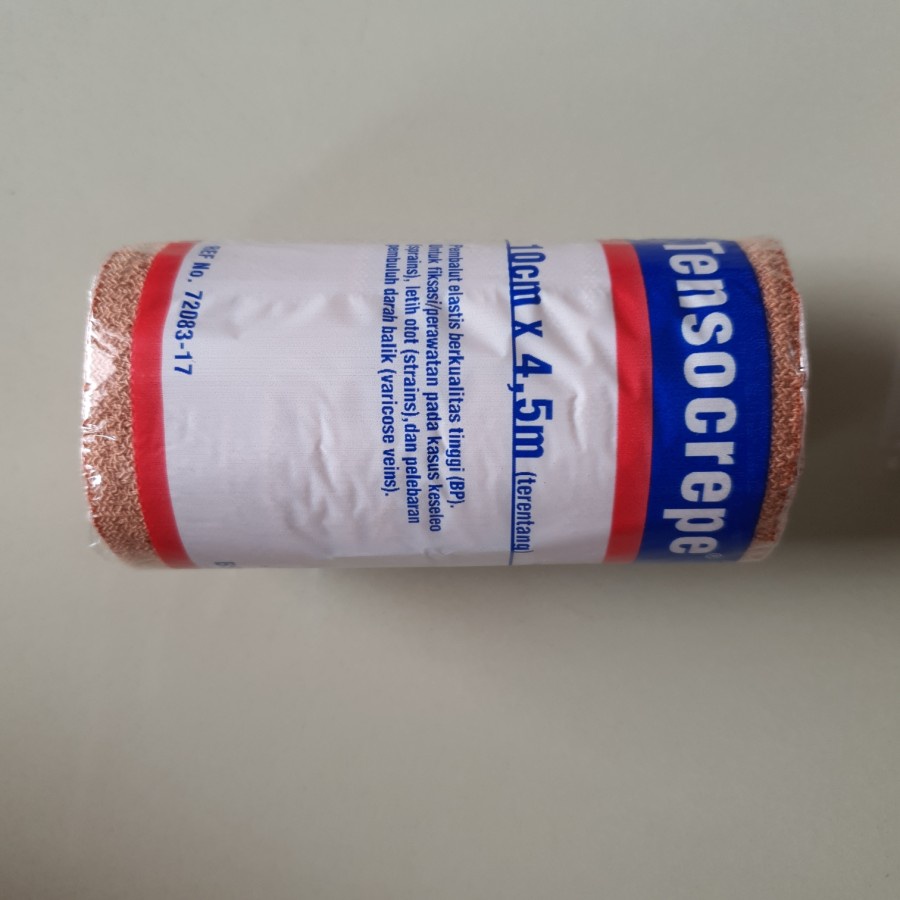 Tensocrepe®
10cm x 4,5m (terentang)
Pembalut elastis berkualitas tinggi (BP).
Untuk fiksasi/perawatan pada kasus keseleo
(sprains), letih otot (strains), dan pelebaran
pembuluh darah balik (varicose veins).
REF No. 72083-17